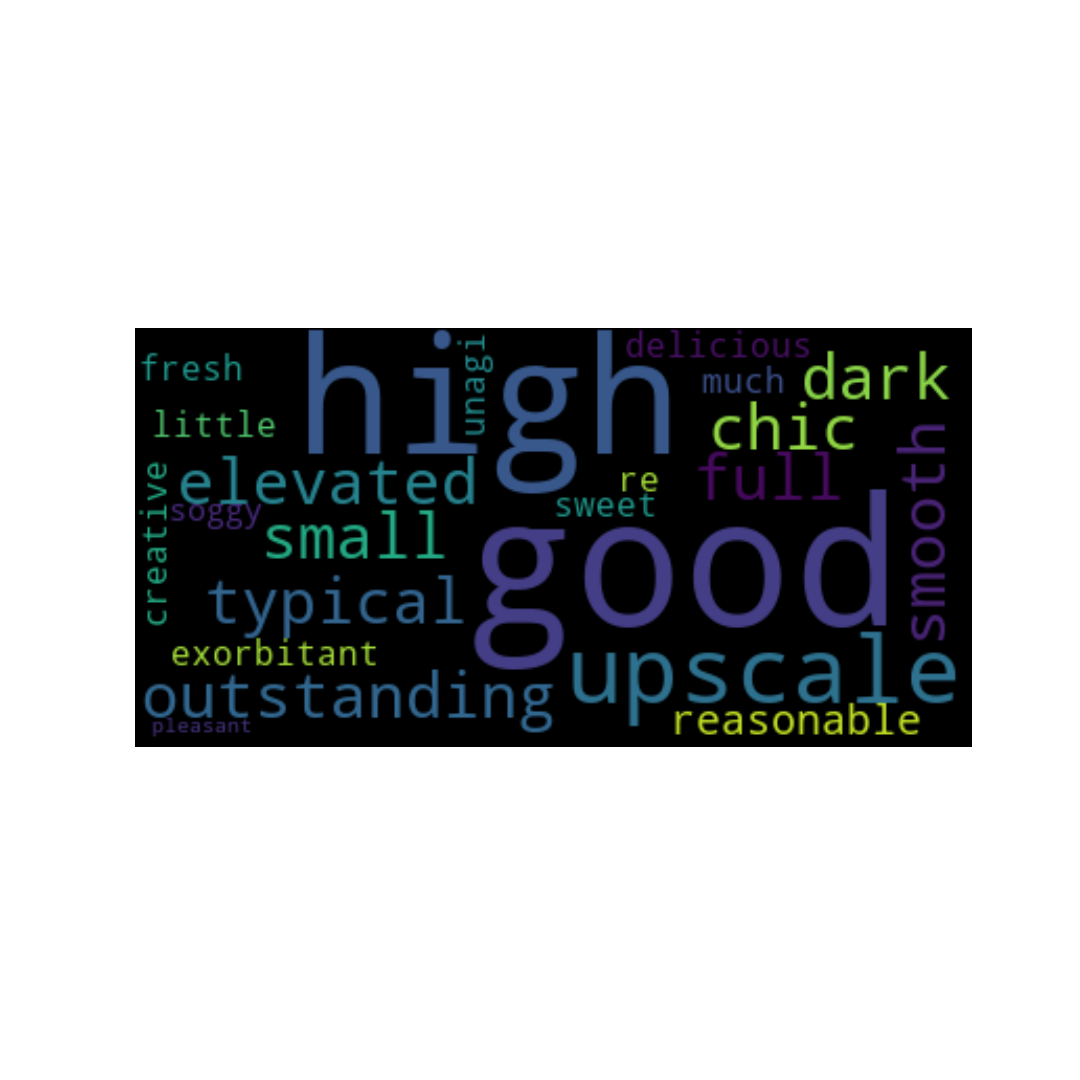 high
unagi
delicious
fresh
much
dark
little
chic
elevated
re
full
smooth
creative
soggy
sweet
small
good
typical
exorbitant
upscale
outstanding
reasonable
pleasant